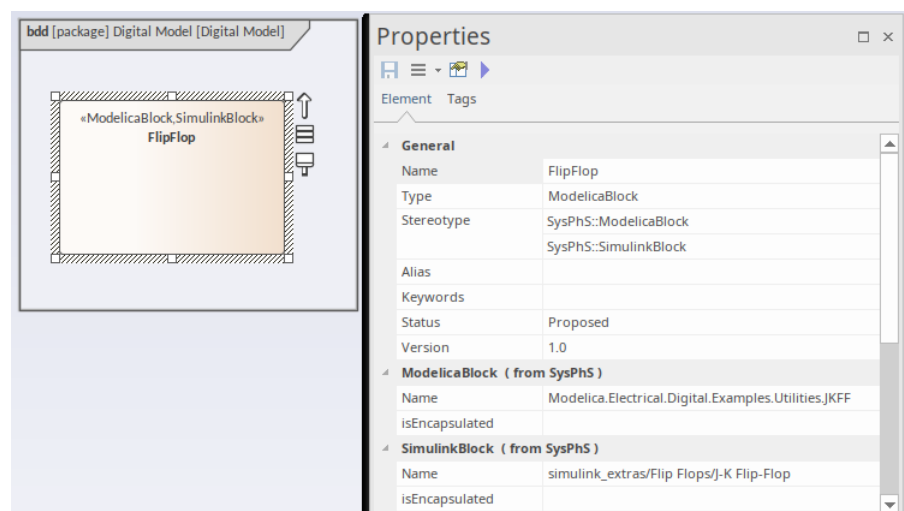 bdd [package] Digital Model [Digital Model]
«ModelicaBlock,SimulinkBlock»
FlipFlop
Properties
Element Tags
General
Name FlipFlop
Type ModelicaBlock
Stereotype SysPhS::ModelicaBlock
SysPhS::SimulinkBlock
Alias
Keywords
Status Proposed
Version 1.0
ModelicaBlock ( from SysPhS )
Name Modelica.Electrical.Digital.Examples.Utilities.JKFF
isEncapsulated
SimulinkBlock ( from SysPhS )
Name simulink_extras/Flip Flops/J-K Flip-Flop
isEncapsulated